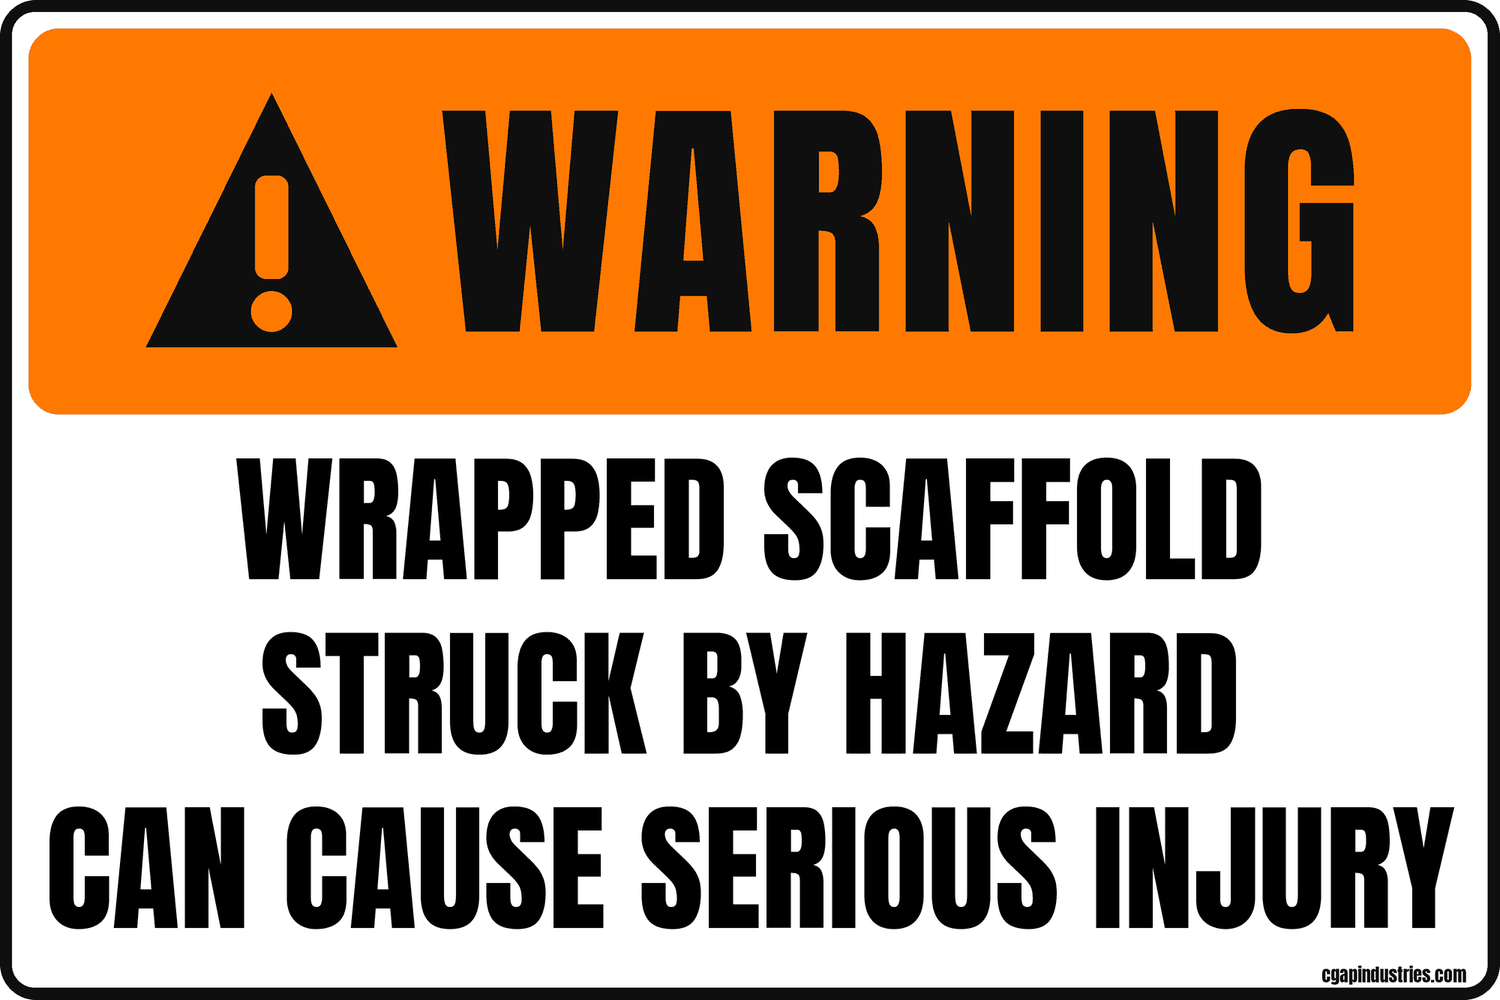 WARNING
WRAPPED SCAFFOLD
STRUCK BY HAZARD
CAN CAUSE SERIOUS INJURY
cgapindustries.com